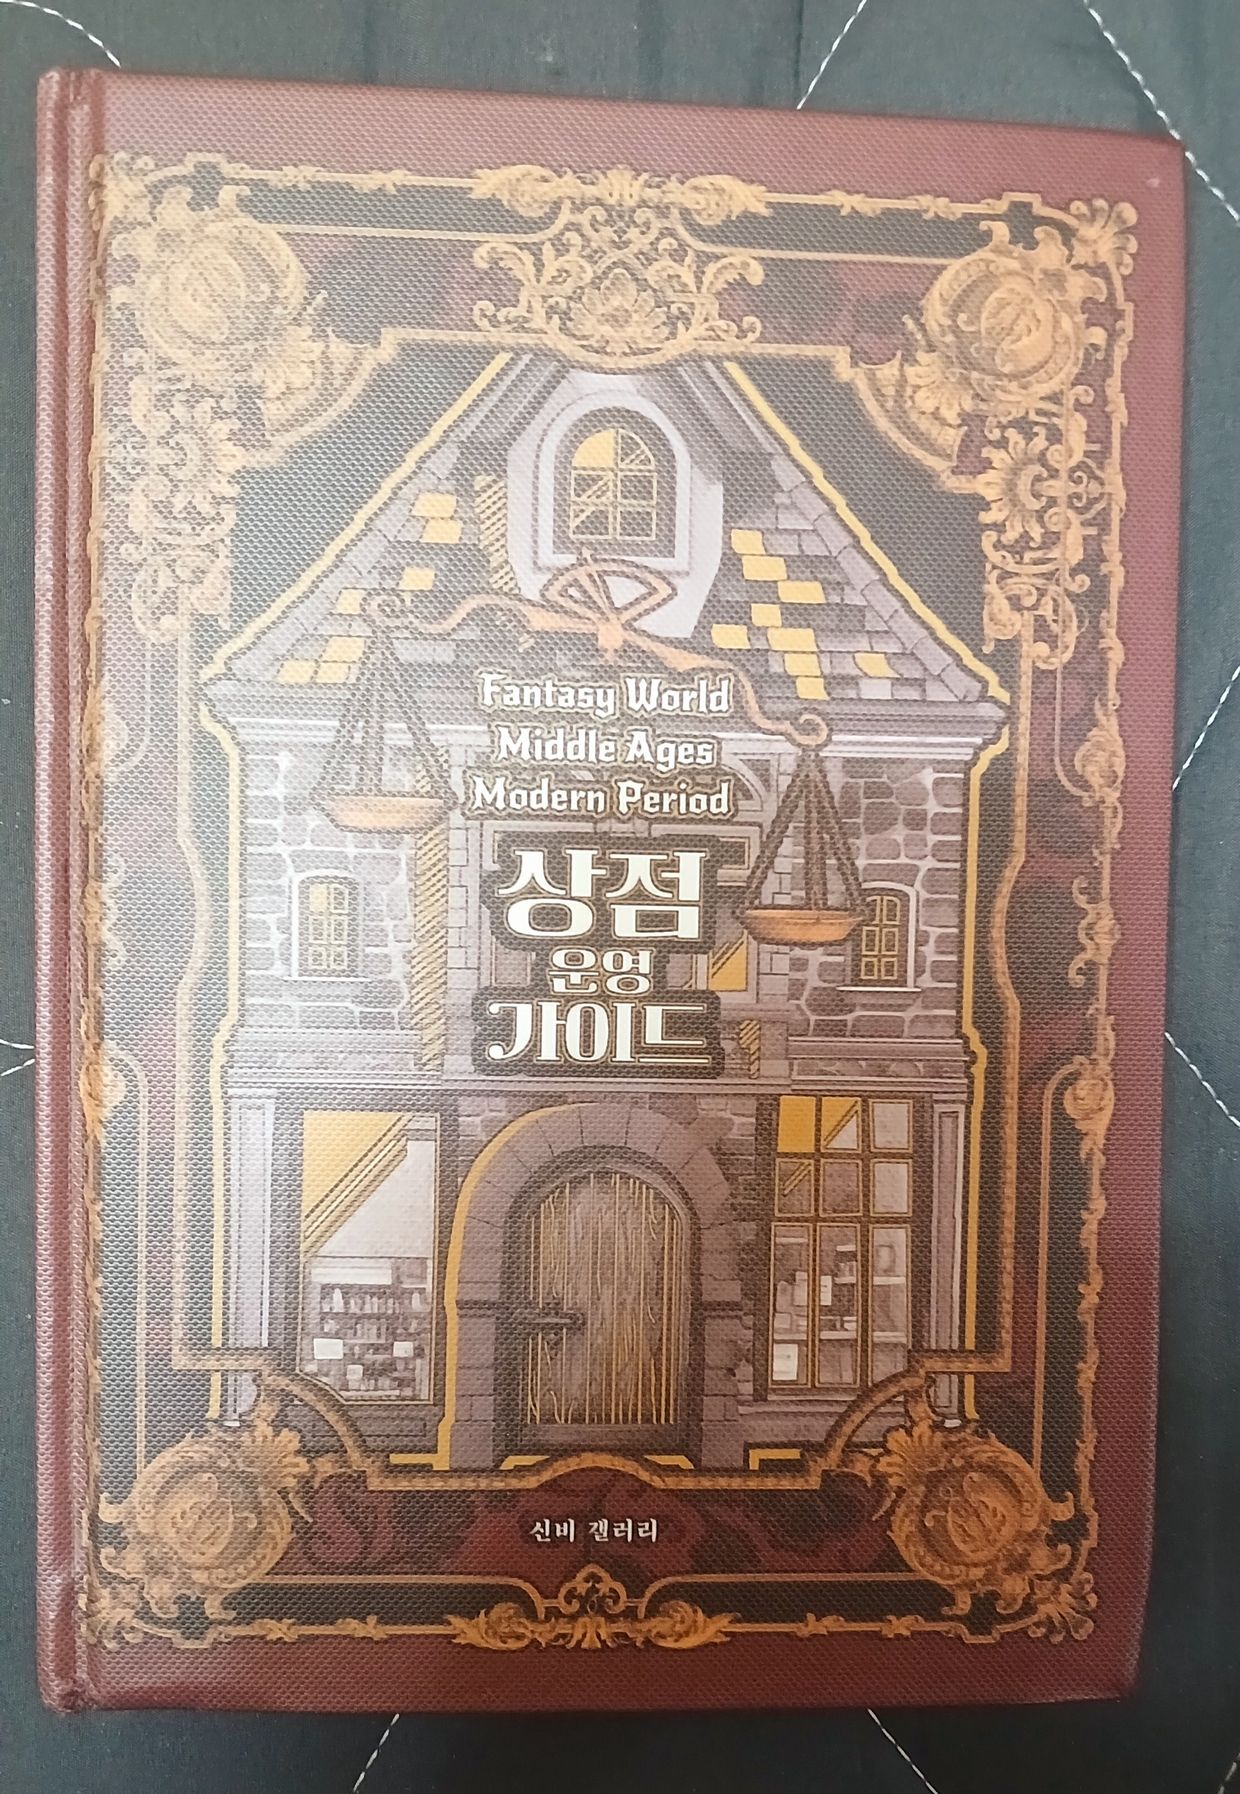 Fantasy World
Middle Ages
Modern Period
상점
운영
가이드
신비 갤러리